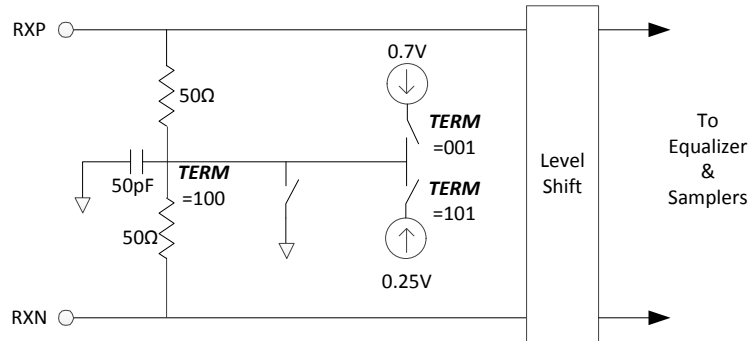 RXP
50Ω
0.7V
TERM
=001
50pF
TERM
=100
TERM
=101
50Ω
0.25V
RXN
Level
Shift
To
Equalizer
&
Samplers